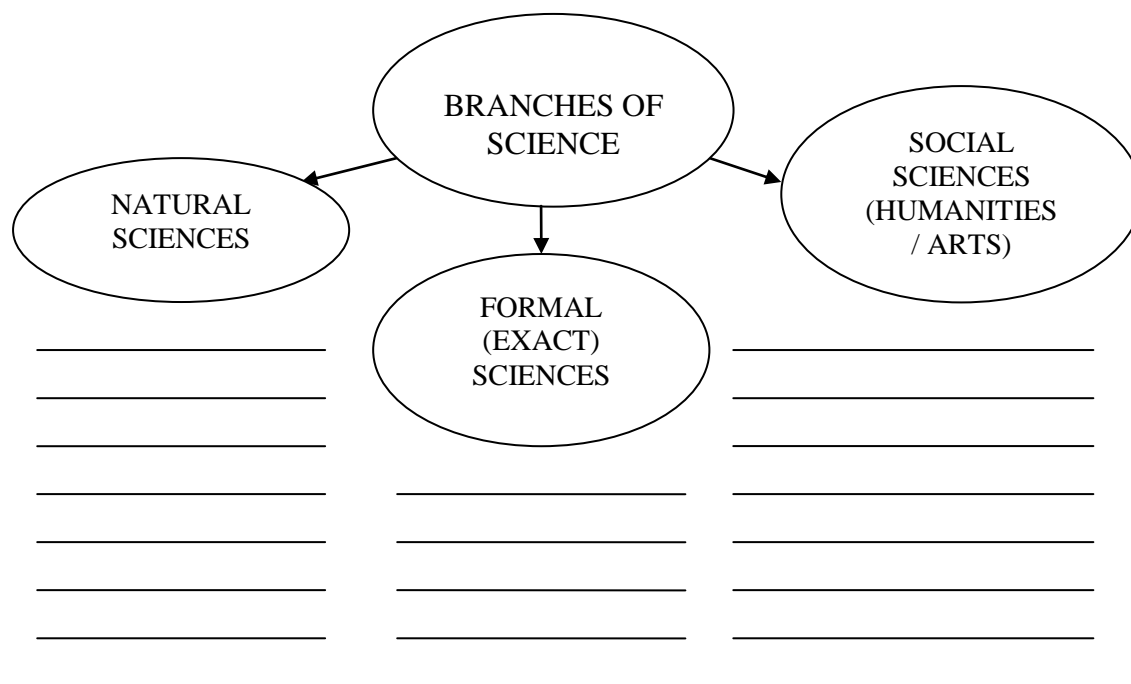 BRANCHES OF
SCIENCE
NATURAL
SCIENCES
FORMAL
(EXACT)
SCIENCES
SOCIAL
SCIENCES
(HUMANITIES
/ ARTS)